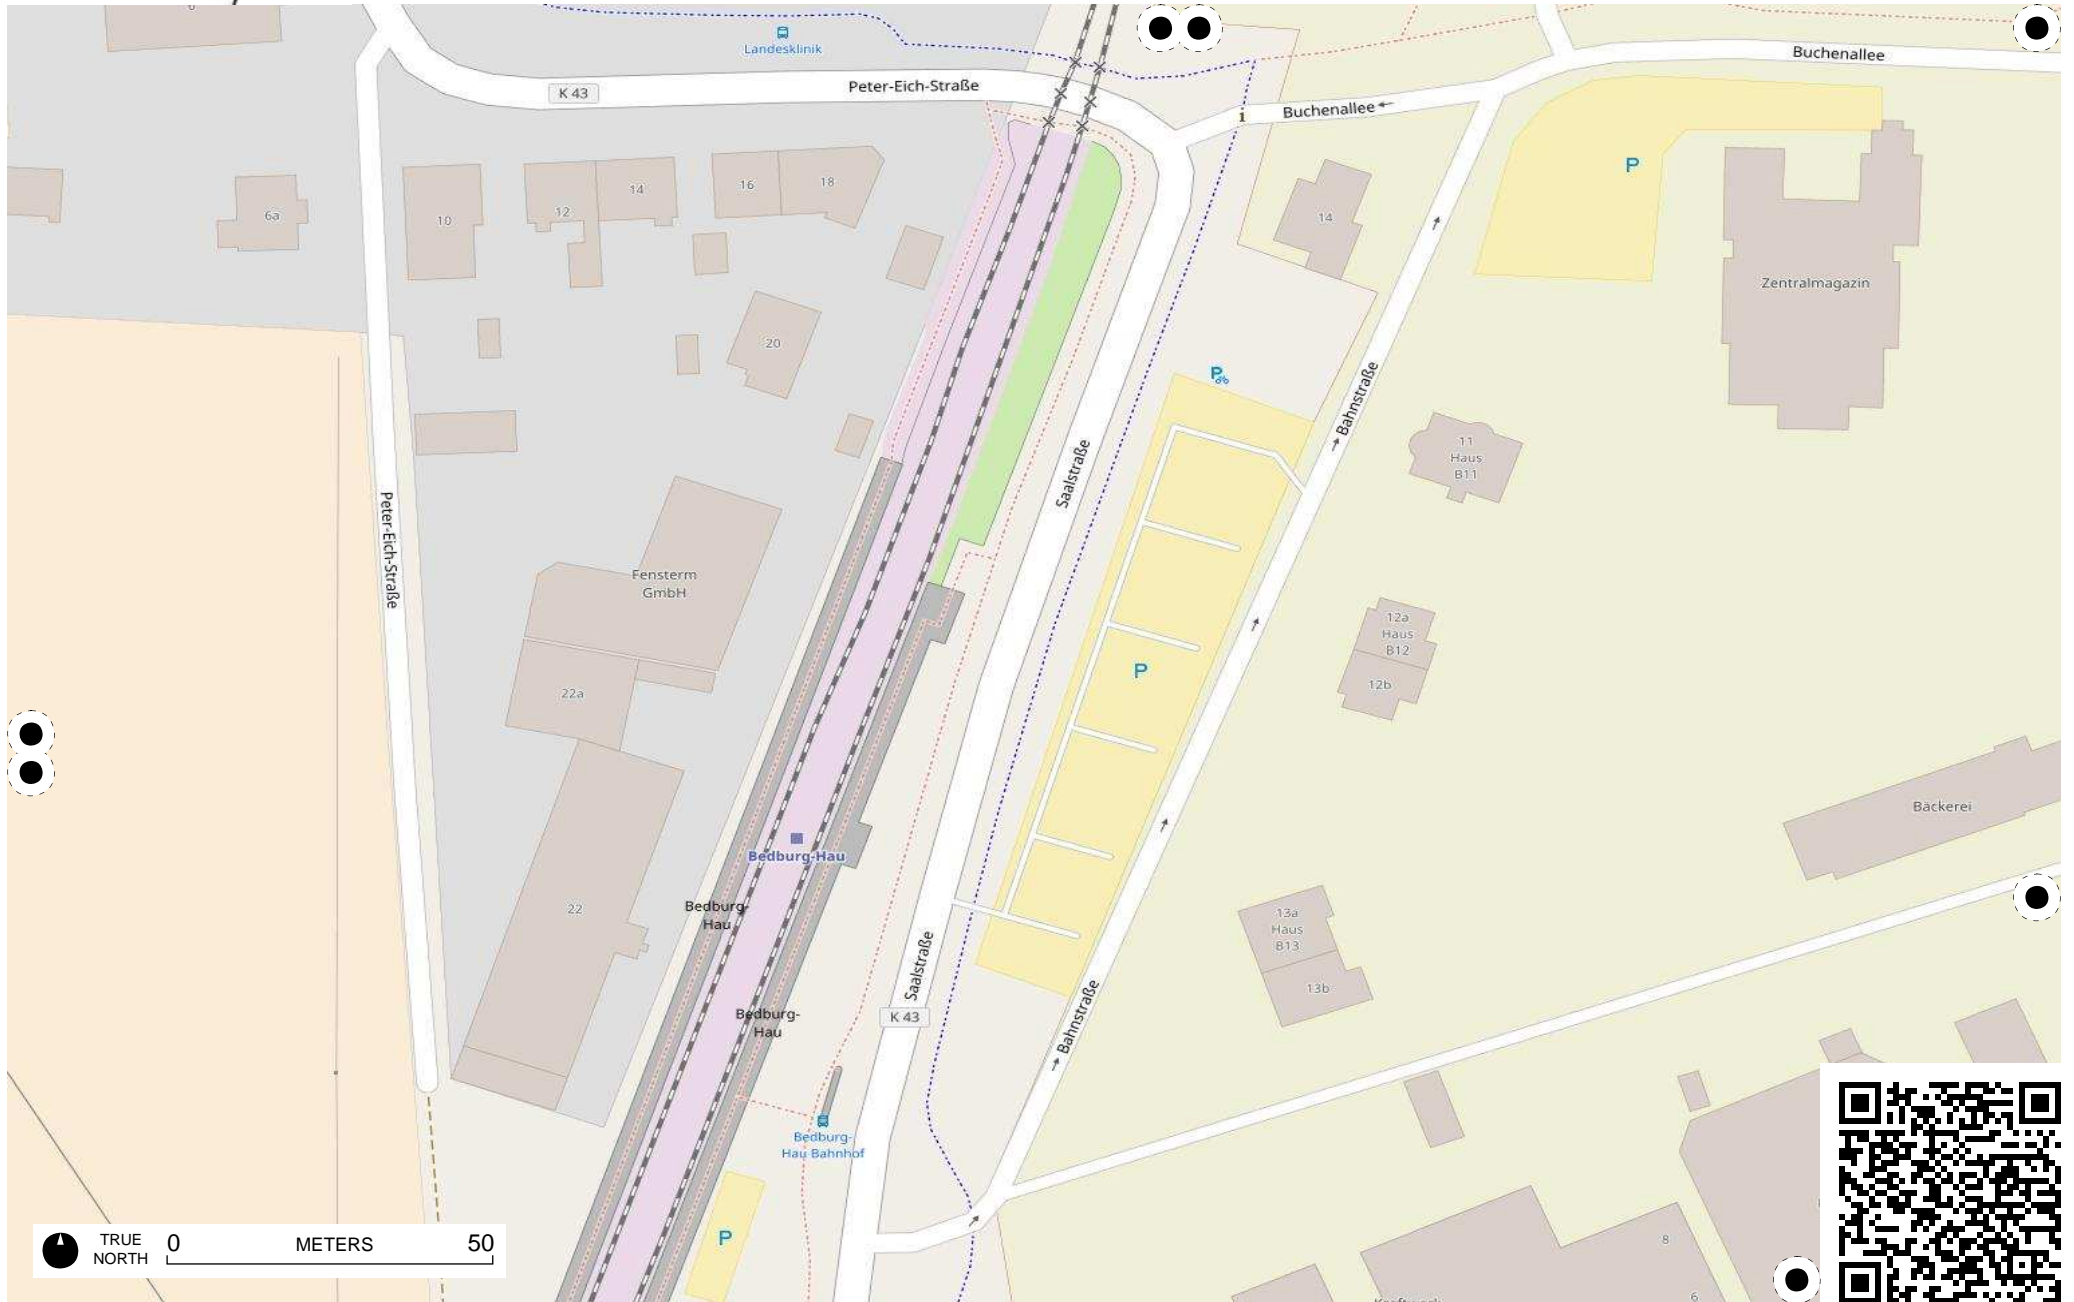 Landesklinik
Buchenallee
K 43
Peter-Eich-Straße
Buchenallee
1
P
14
16
18
12
10
6a
14
Zentralmagazin
20
P
Bahnstraße
Saalstraße
11
Haus
B11
Peter-Eich-Straße
Fensterm
GmbH
12a
Haus
B12
P
12b
22a
Bäckerei
Bedburg-Hau
22
Bedburg-
Hau
13a
Haus
B13
Saalstraße
13b
Bedburg-
Hau
K 43
Bahnstraße
Bedburg-
Hau Bahnhof
P
8
TRUE
NORTH
0
METERS
50
6